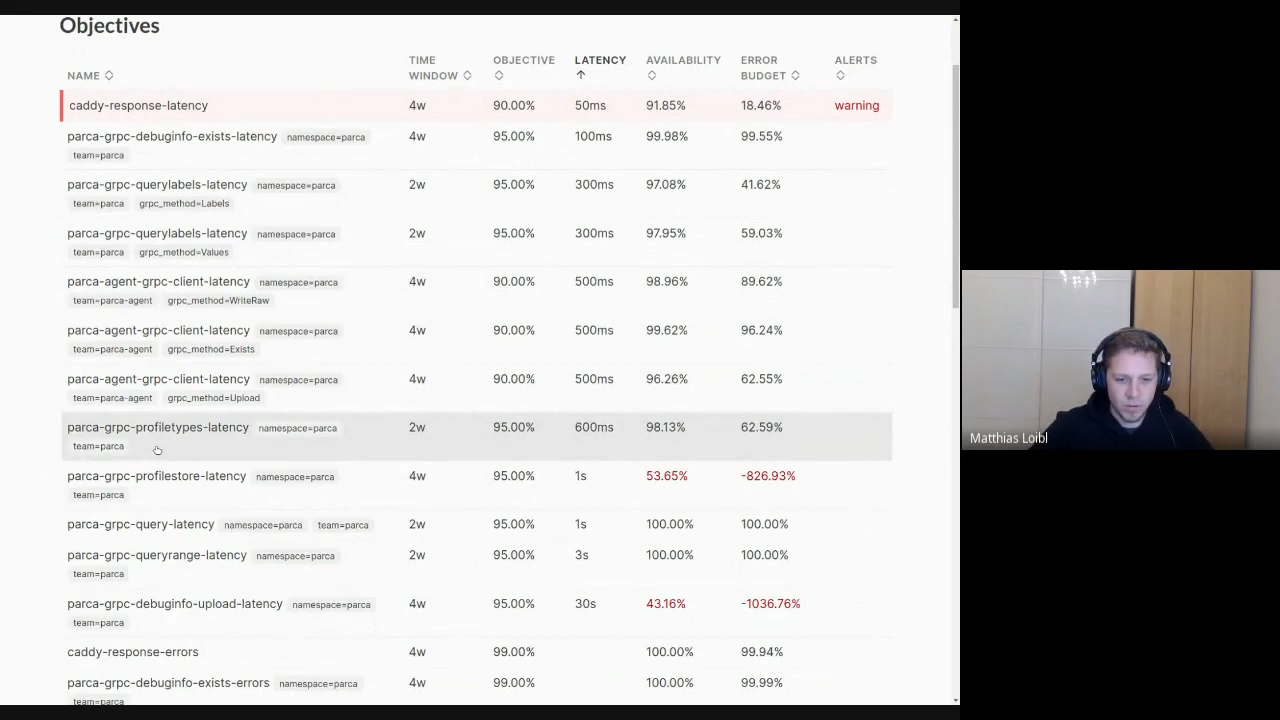 Objectives
NAME TIME WINDOW OBJECTIVE LATENCY AVAILABILITY ERROR BUDGET ALERTS
caddy-response-latency 4w 90.00% 50ms 91.85% 18.46% warning
parca-grpc-debuginfo-exists-latency namespace=parca 4w 95.00% 100ms 99.98% 99.55%
team=parca
parca-grpc-querylabels-latency namespace=parca 2w 95.00% 300ms 97.08% 41.62%
team=parca grpc_method=Labels
parca-grpc-querylabels-latency namespace=parca 2w 95.00% 300ms 97.95% 59.03%
team=parca grpc_method=Values
parca-agent-grpc-client-latency namespace=parca 4w 90.00% 500ms 98.96% 89.62%
team=parca-agent grpc_method=WriteRaw
parca-agent-grpc-client-latency namespace=parca 4w 90.00% 500ms 99.62% 96.24%
team=parca-agent grpc_method=Exists
parca-agent-grpc-client-latency namespace=parca 4w 90.00% 500ms 96.26% 62.55%
team=parca-agent grpc_method=Upload
parca-grpc-profiletypes-latency namespace=parca 2w 95.00% 600ms 98.13% 62.59%
team=parca
parca-grpc-profilestore-latency namespace=parca 4w 95.00% 1s 53.65% -826.93%
team=parca
parca-grpc-query-latency namespace=parca team=parca 2w 95.00% 1s 100.00% 100.00%
parca-grpc-queryrange-latency namespace=parca 2w 95.00% 3s 100.00% 100.00%
team=parca
parca-grpc-debuginfo-upload-latency namespace=parca 4w 95.00% 30s 43.16% -1036.76%
team=parca
caddy-response-errors 4w 99.00% 100.00% 99.94%
parca-grpc-debuginfo-exists-errors namespace=parca 4w 99.00% 100.00% 99.99%
team=parca
Matthias Loibl